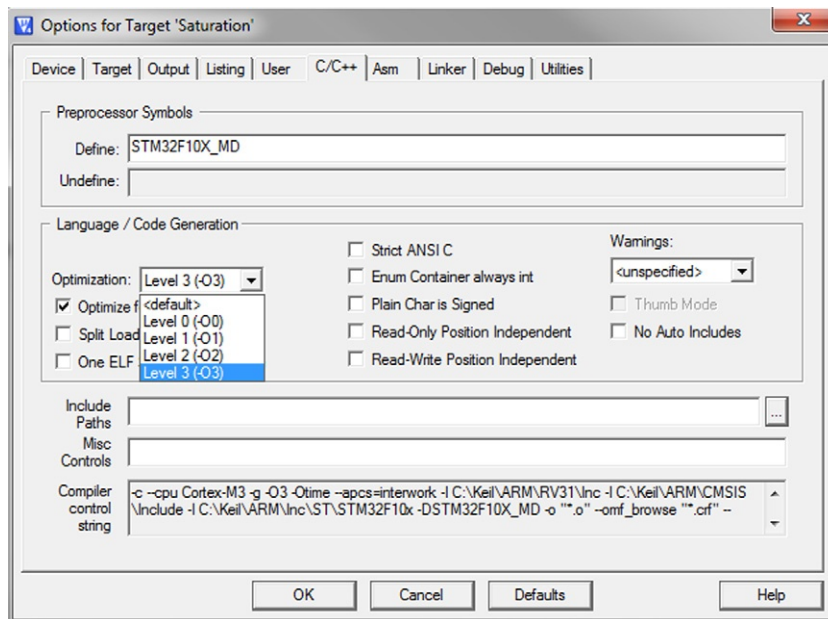 Options for Target 'Saturation'
Device Target Output Listing User C/C++ Asm Linker Debug Utilities
Preprocessor Symbols
Define: STM32F10X_MD
Undefine:
Language / Code Generation
Optimization: Level 3 (-O3)
<default>
Level 0 (-O0)
Level 1 (-O1)
Level 2 (-O2)
Level 3 (-O3)
Optimize f
Split Load
One ELF
Strict ANSI C
Enum Container always int
Plain Char is Signed
Read-Only Position Independent
Read-Write Position Independent
Warnings:
<unspecified>
Thumb Mode
No Auto Includes
Include
Paths
...
Misc
Controls
Compiler
control
string
-c --cpu Cortex-M3 -g -O3 -Otime --apcs=interwork -I C:\Keil\ARM\RV31\Inc -I C:\Keil\ARM\CMSIS
\Include -I C:\Keil\ARM\Inc\ST\STM32F10x -DSTM32F10X_MD -o "*.o" --omf_browse "*.crf" --
OK Cancel Defaults Help